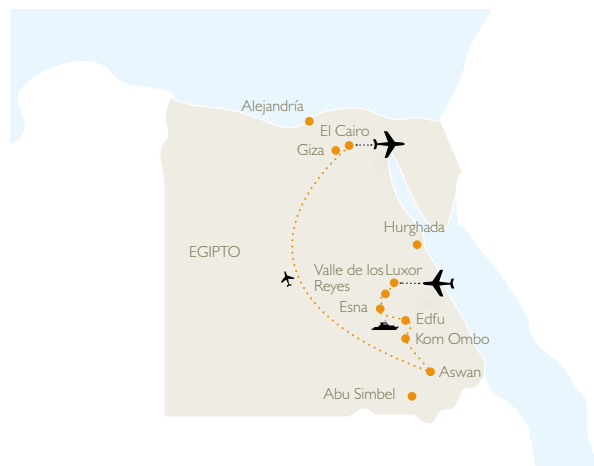 Alejandría
El Cairo
Giza
Hurghada
EGIPTO
Valle de los
Reyes
Luxor
Esna
Edfu
Kom Ombo
Aswan
Abu Simbel